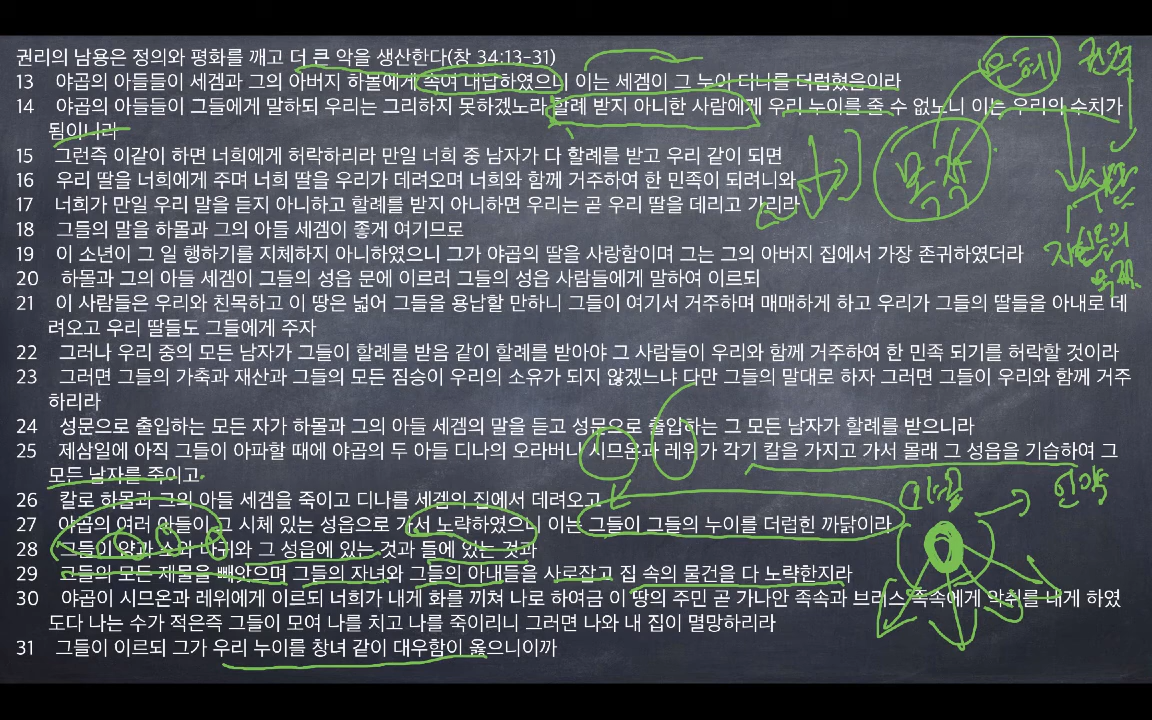 권리의 남용은 정의와 평화를 깨고 더 큰 악을 생산한다(창 34:13-31)
13 야곱의 아들들이 세겜과 그의 아버지 하몰에게 속여 대답하였으니 이는 세겜이 그 누이 디나를 더럽혔음이라
14 야곱의 아들들이 그들에게 말하되 우리는 그리하지 못하겠노라 할례 받지 아니한 사람에게 우리 누이를 줄 수 없노니 이는 우리의 수치가
됨이니라
15 그런즉 이같이 하면 너희에게 허락하리라 만일 너희 중 남자가 다 할례를 받고 우리 같이 되면
16 우리 딸을 너희에게 주며 너희 딸을 우리가 데려오며 너희와 함께 거주하여 한 민족이 되려니와
17 너희가 만일 우리 말을 듣지 아니하고 할례를 받지 아니하면 우리는 곧 우리 딸을 데리고 가리라
18 그들의 말을 하몰과 그의 아들 세겜이 좋게 여기므로
19 이 소년이 그 일 행하기를 지체하지 아니하였으니 그가 야곱의 딸을 사랑함이며 그는 그의 아버지 집에서 가장 존귀하였더라
20 하몰과 그의 아들 세겜이 그들의 성읍 문에 이르러 그들의 성읍 사람들에게 말하여 이르되
21 이 사람들은 우리와 친목하고 이 땅은 넓어 그들을 용납할 만하니 그들이 여기서 거주하며 매매하게 하고 우리가 그들의 딸들을 아내로 데
려오고 우리 딸들도 그들에게 주자
22 그러나 우리 중의 모든 남자가 그들이 할례를 받음 같이 할례를 받아야 그 사람들이 우리와 함께 거주하여 한 민족 되기를 허락할 것이라
23 그러면 그들의 가축과 재산과 그들의 모든 짐승이 우리의 소유가 되지 않겠느냐 다만 그들의 말대로 하자 그러면 그들이 우리와 함께 거주
하리라
24 성문으로 출입하는 모든 자가 하몰과 그의 아들 세겜의 말을 듣고 성문으로 출입하는 그 모든 남자가 할례를 받으니라
25 제삼일에 아직 그들이 아파할 때에 야곱의 두 아들 디나의 오라버니 시므온과 레위가 각기 칼을 가지고 가서 몰래 그 성읍을 기습하여 그
모든 남자를 죽이고
26 칼로 하몰과 그의 아들 세겜을 죽이고 디나를 세겜의 집에서 데려오고
27 야곱의 여러 아들이 그 시체 있는 성읍으로 가서 노략하였으니 이는 그들이 그들의 누이를 더럽힌 까닭이라
28 그들이 양과 소와 나귀와 그 성읍에 있는 것과 들에 있는 것과
29 그들의 모든 재물을 빼앗으며 그들의 자녀와 그들의 아내들을 사로잡고 집 속의 물건을 다 노략한지라
30 야곱이 시므온과 레위에게 이르되 너희가 내게 화를 끼쳐 나로 하여금 이 땅의 주민 곧 가나안 족속과 브리스 족속에게 악취를 내게 하였
도다 나는 수가 적은즉 그들이 모여 나를 치고 나를 죽이리니 그러면 나와 내 집이 멸망하리라
31 그들이 이르되 그가 우리 누이를 창녀 같이 대우함이 옳으니이까
은혜
목적
수단
자신들의
언약